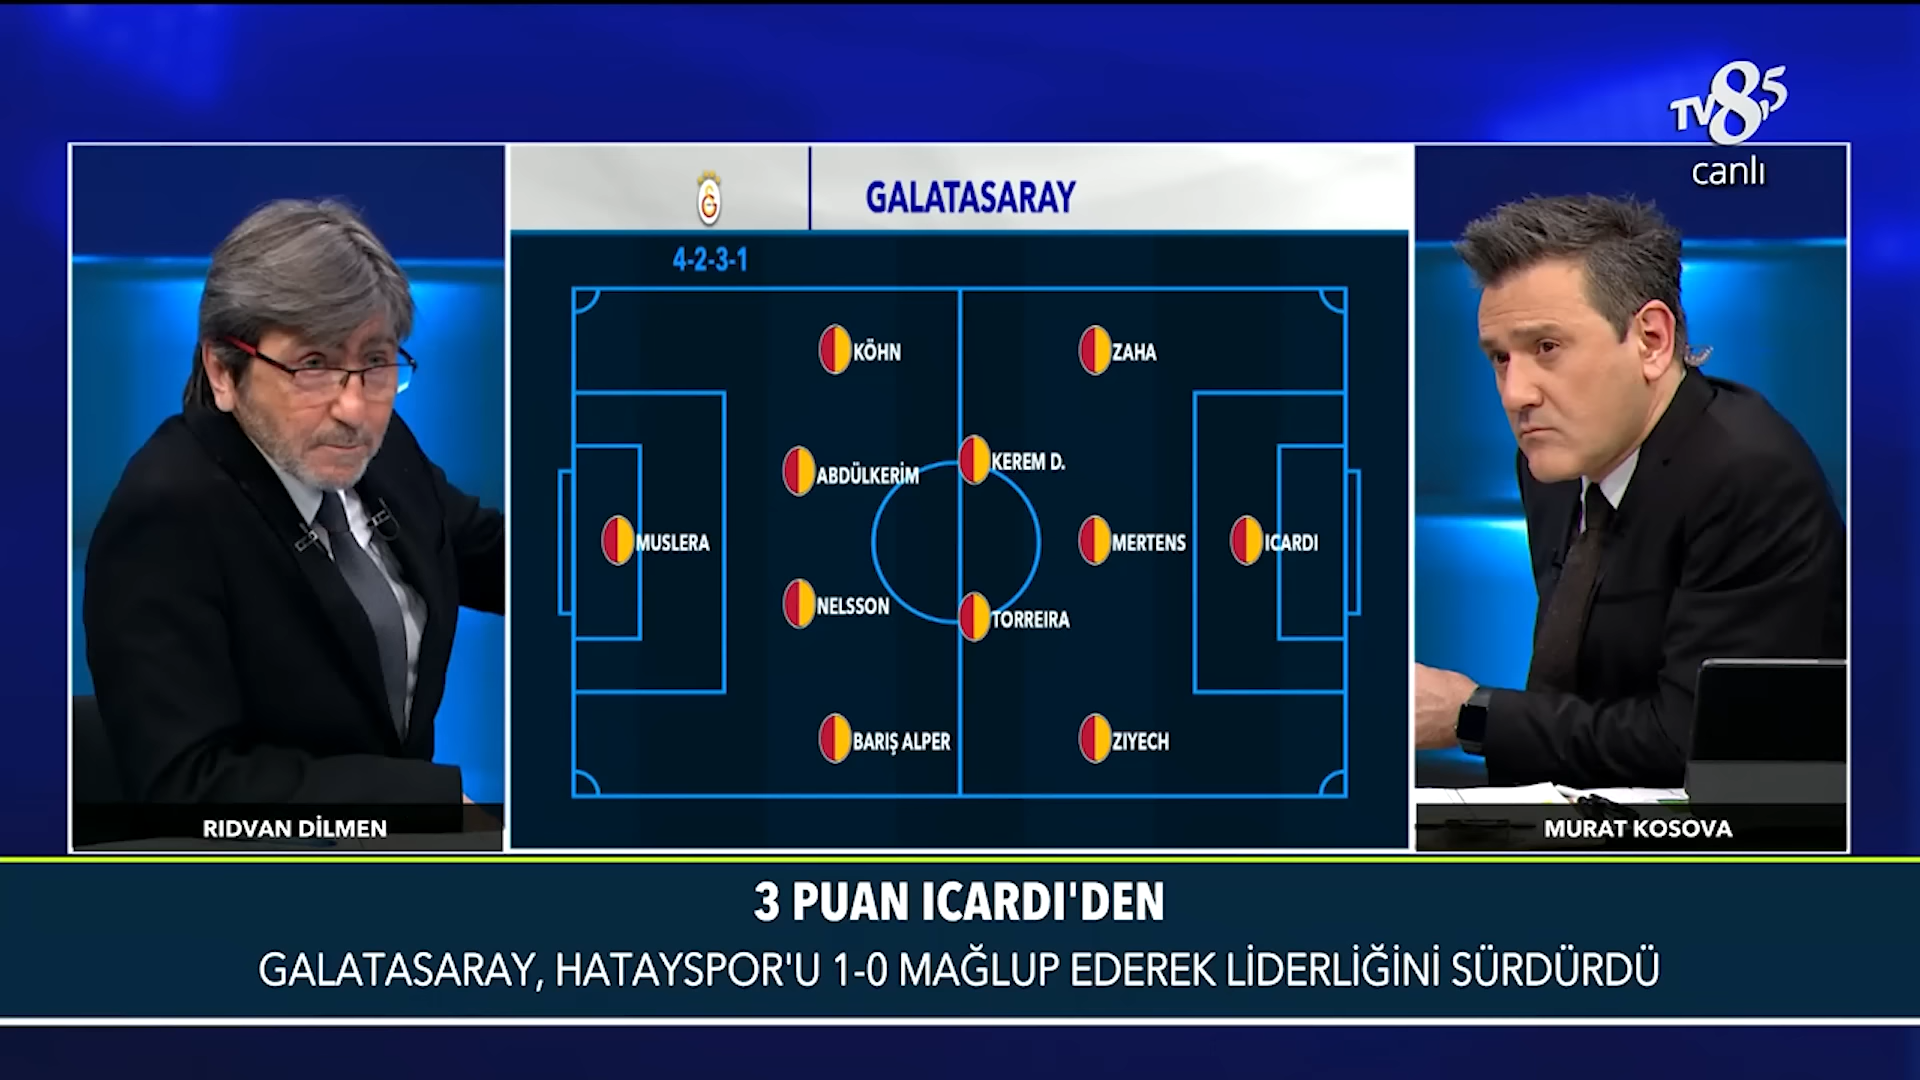 TV8,5
canlı
GALATASARAY
4-2-3-1
KÖHN
ZAHA
ABDÜLKERİM
KEREM D.
MUSLERA
MERTENS
ICARDI
NELSSON
TORREIRA
BARIŞ ALPER
ZIYECH
RIDVAN DİLMEN
MURAT KOSOVA
3 PUAN ICARDI'DEN
GALATASARAY, HATAYSPOR'U 1-0 MAĞLUP EDEREK LİDERLİĞİNİ SÜRDÜRDÜ